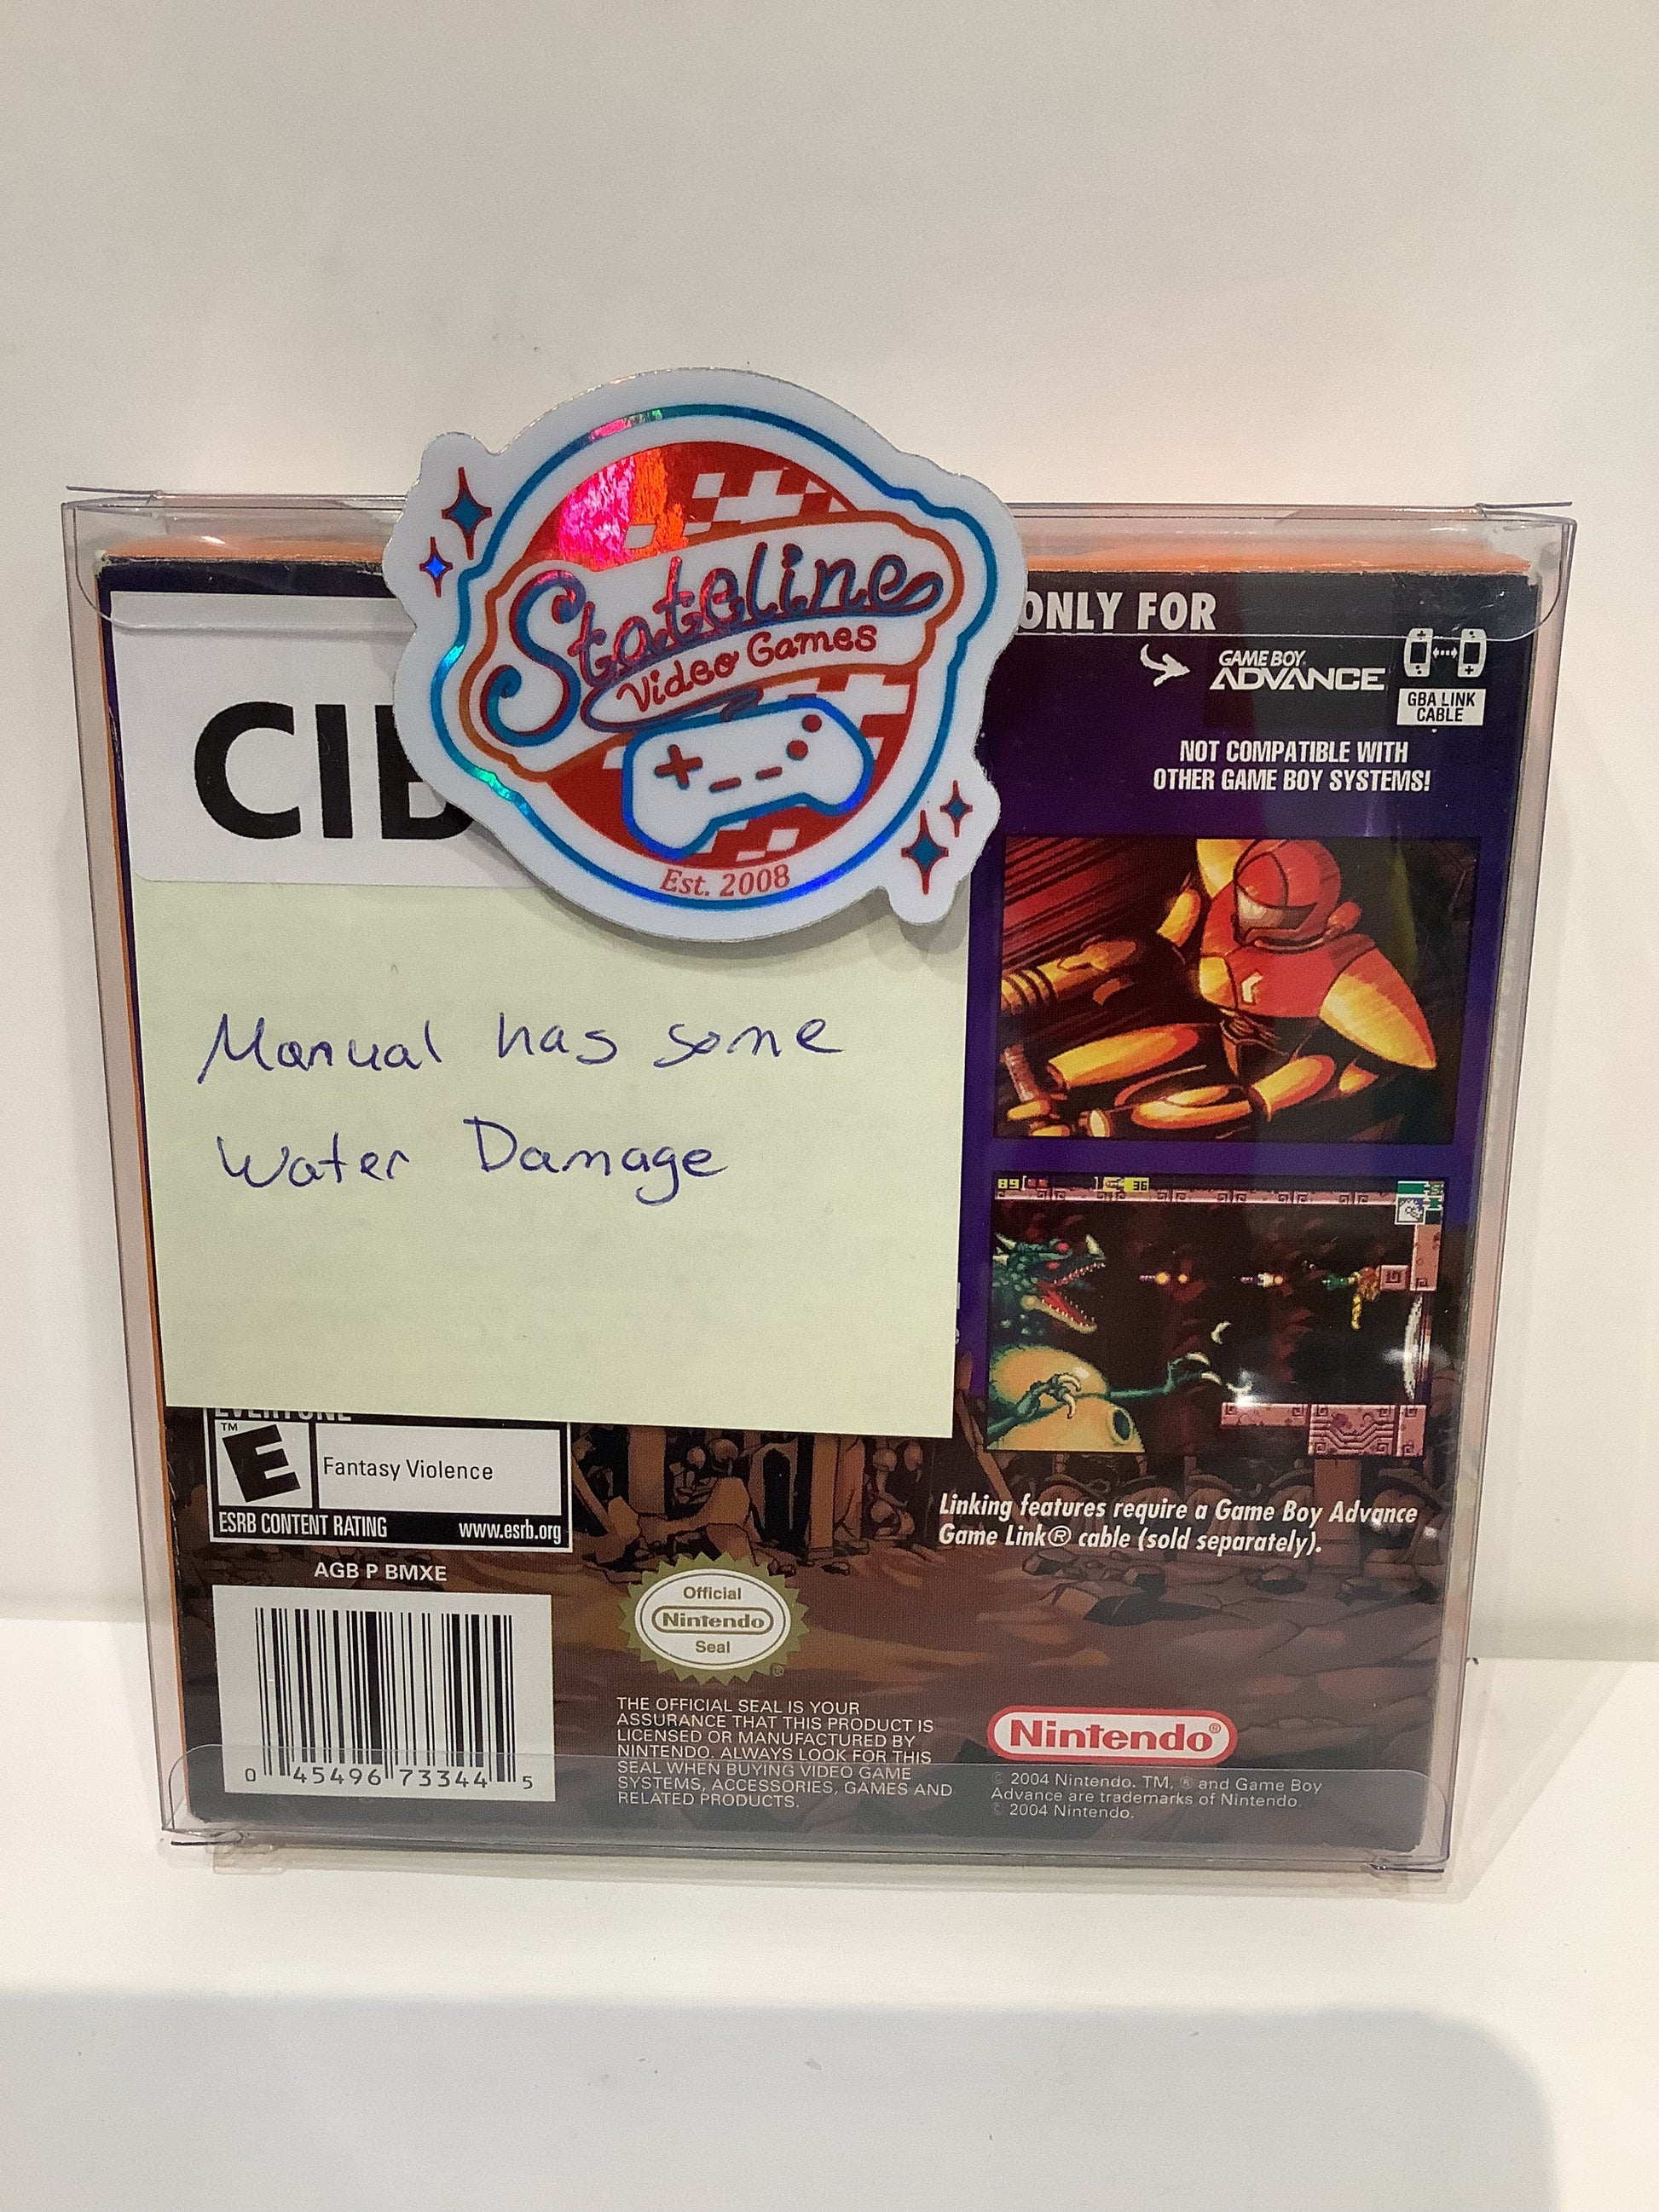 Stateline
Video Games
Est. 2008
CIB
ONLY FOR
GAME BOY
ADVANCE
GBA LINK
CABLE
NOT COMPATIBLE WITH
OTHER GAME BOY SYSTEMS!
Manual has some
Water Damage
89
36
EVERYONE
TM
E
Fantasy Violence
ESRB CONTENT RATING www.esrb.org
Linking features require a Game Boy Advance
Game Link® cable (sold separately).
AGB P BMXE
0 45496 73344 5
Official
Nintendo
Seal
®
THE OFFICIAL SEAL IS YOUR
ASSURANCE THAT THIS PRODUCT IS
LICENSED OR MANUFACTURED BY
NINTENDO. ALWAYS LOOK FOR THIS
SEAL WHEN BUYING VIDEO GAME
SYSTEMS, ACCESSORIES, GAMES AND
RELATED PRODUCTS.
Nintendo®
© 2004 Nintendo. TM, ® and Game Boy
Advance are trademarks of Nintendo.
© 2004 Nintendo.